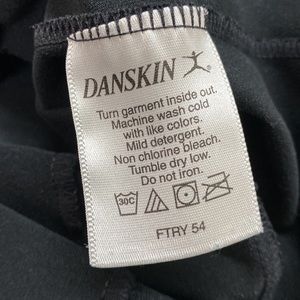 DANSKIN
Turn garment inside out.
Machine wash cold
with like colors.
Mild detergent.
Non chlorine bleach.
Tumble dry low.
Do not iron.
30C
FTRY 54